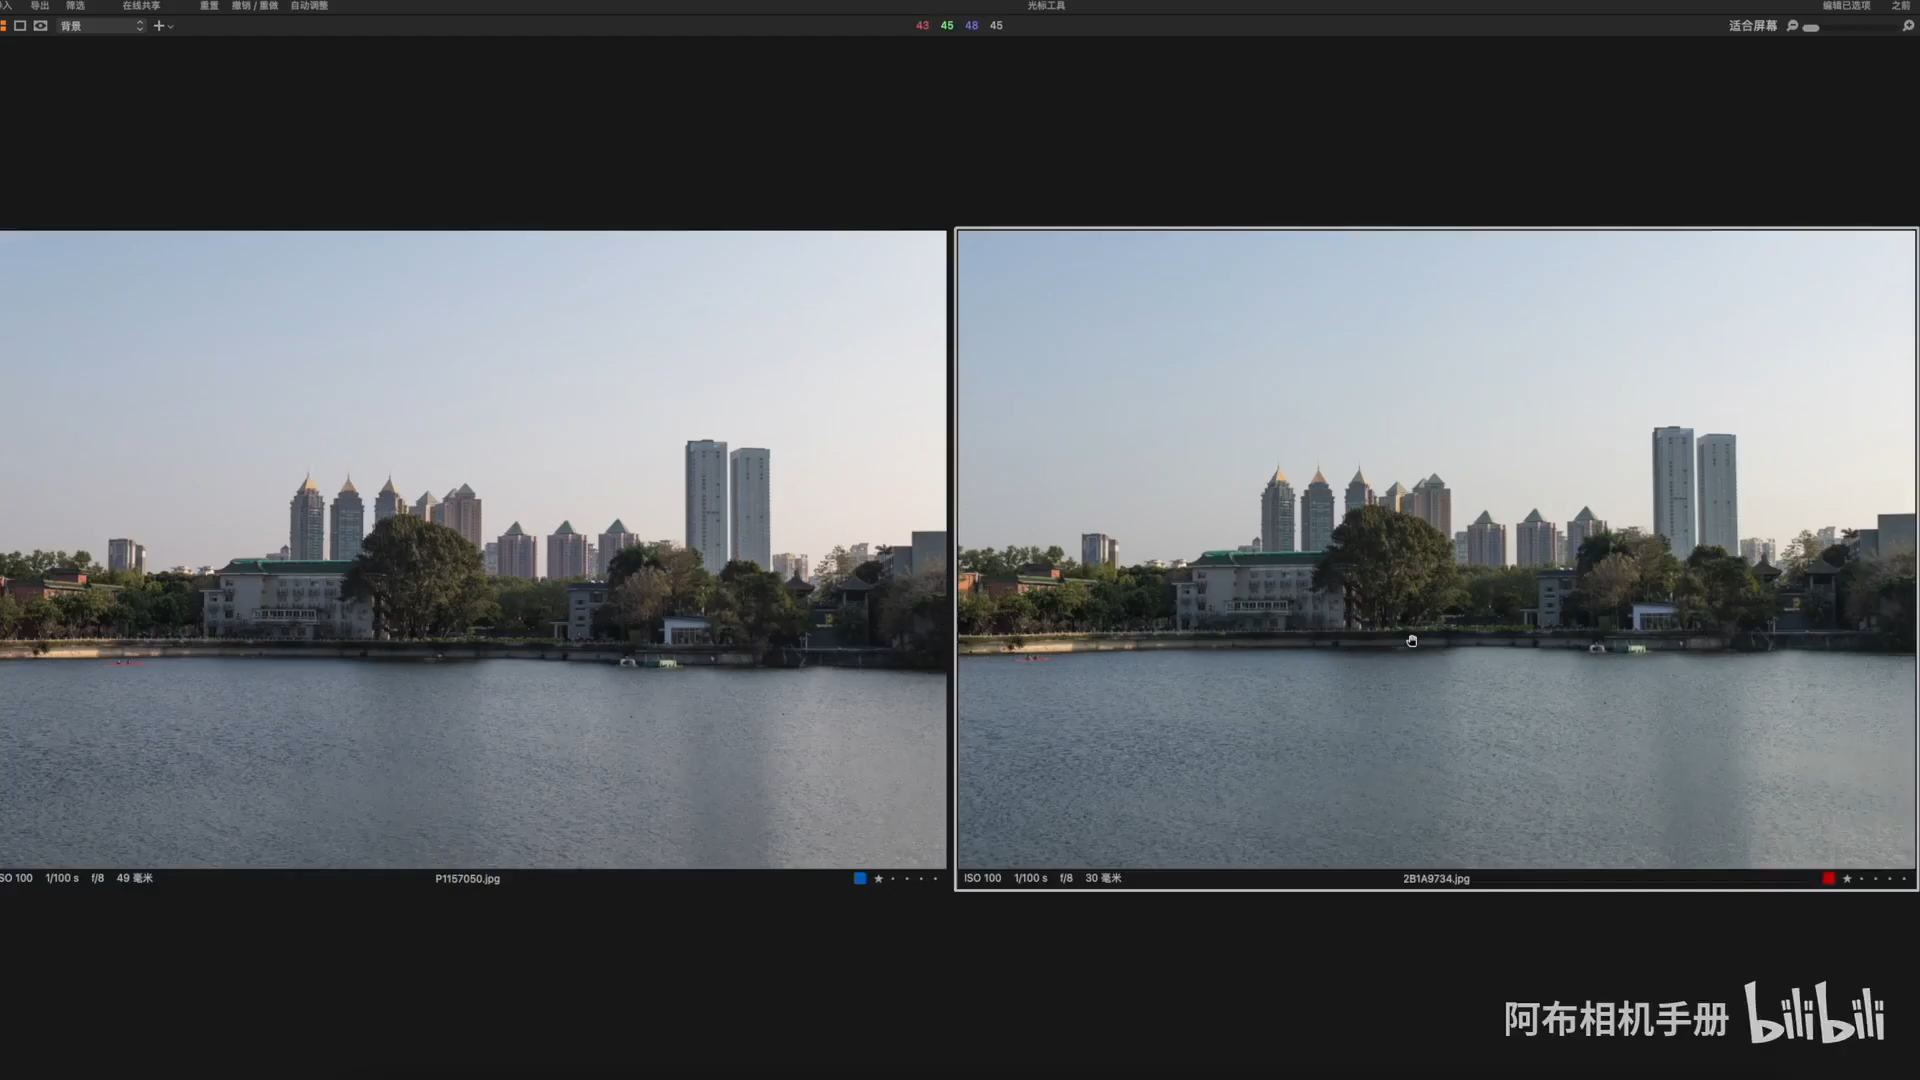 导出 筛选 在线共享 重置 撤销 / 重做 自动调整 光标工具 编辑已选项 之前
背景 43 45 48 45 适合屏幕
ISO 100 1/100 s f/8 49 毫米 P1157050.jpg
ISO 100 1/100 s f/8 30 毫米 2B1A9734.jpg
阿布相机手册 bilibili